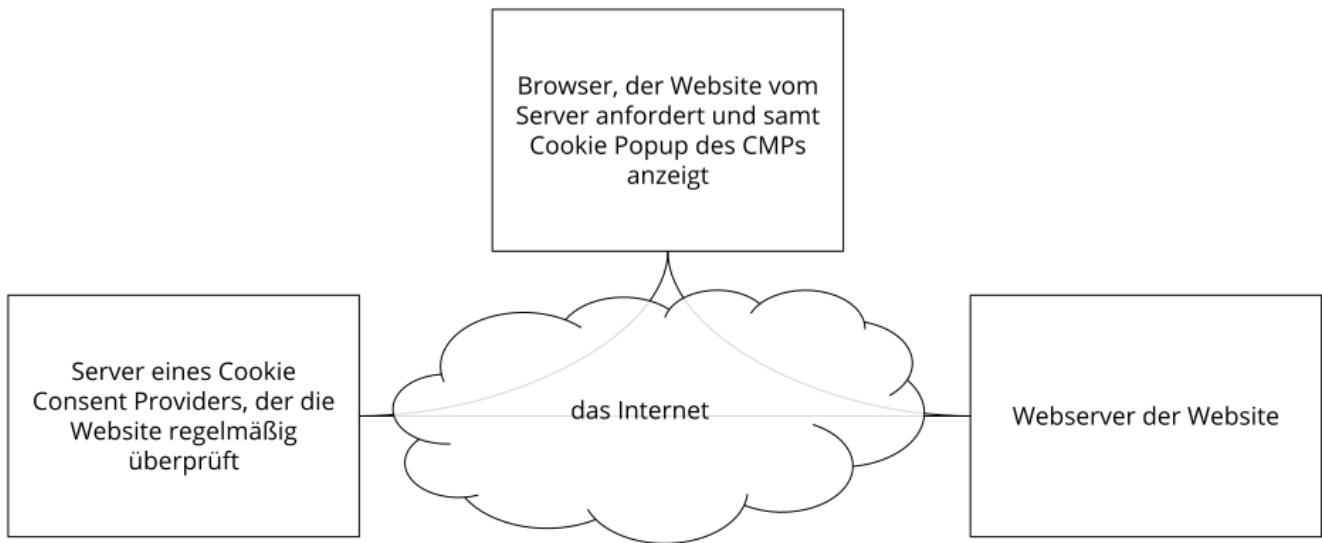 Browser, der Website vom
Server anfordert und samt
Cookie Popup des CMPs
anzeigt
Server eines Cookie
Consent Providers, der die
Website regelmäßig
überprüft
das Internet
Webserver der Website